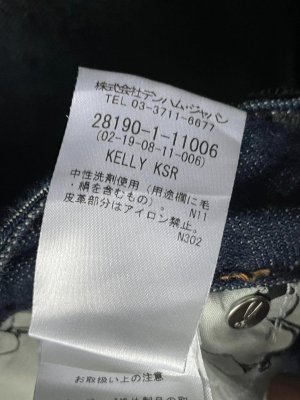 株式会社デンハム・ジャパン
TEL 03-3711-6677
28190-1-11006
(02-19-08-11-006)
KELLY KSR
中性洗剤使用（用途欄に毛
・絹を含むもの）。 N11
皮革部分はアイロン禁止。
N302
お取扱い上の注意